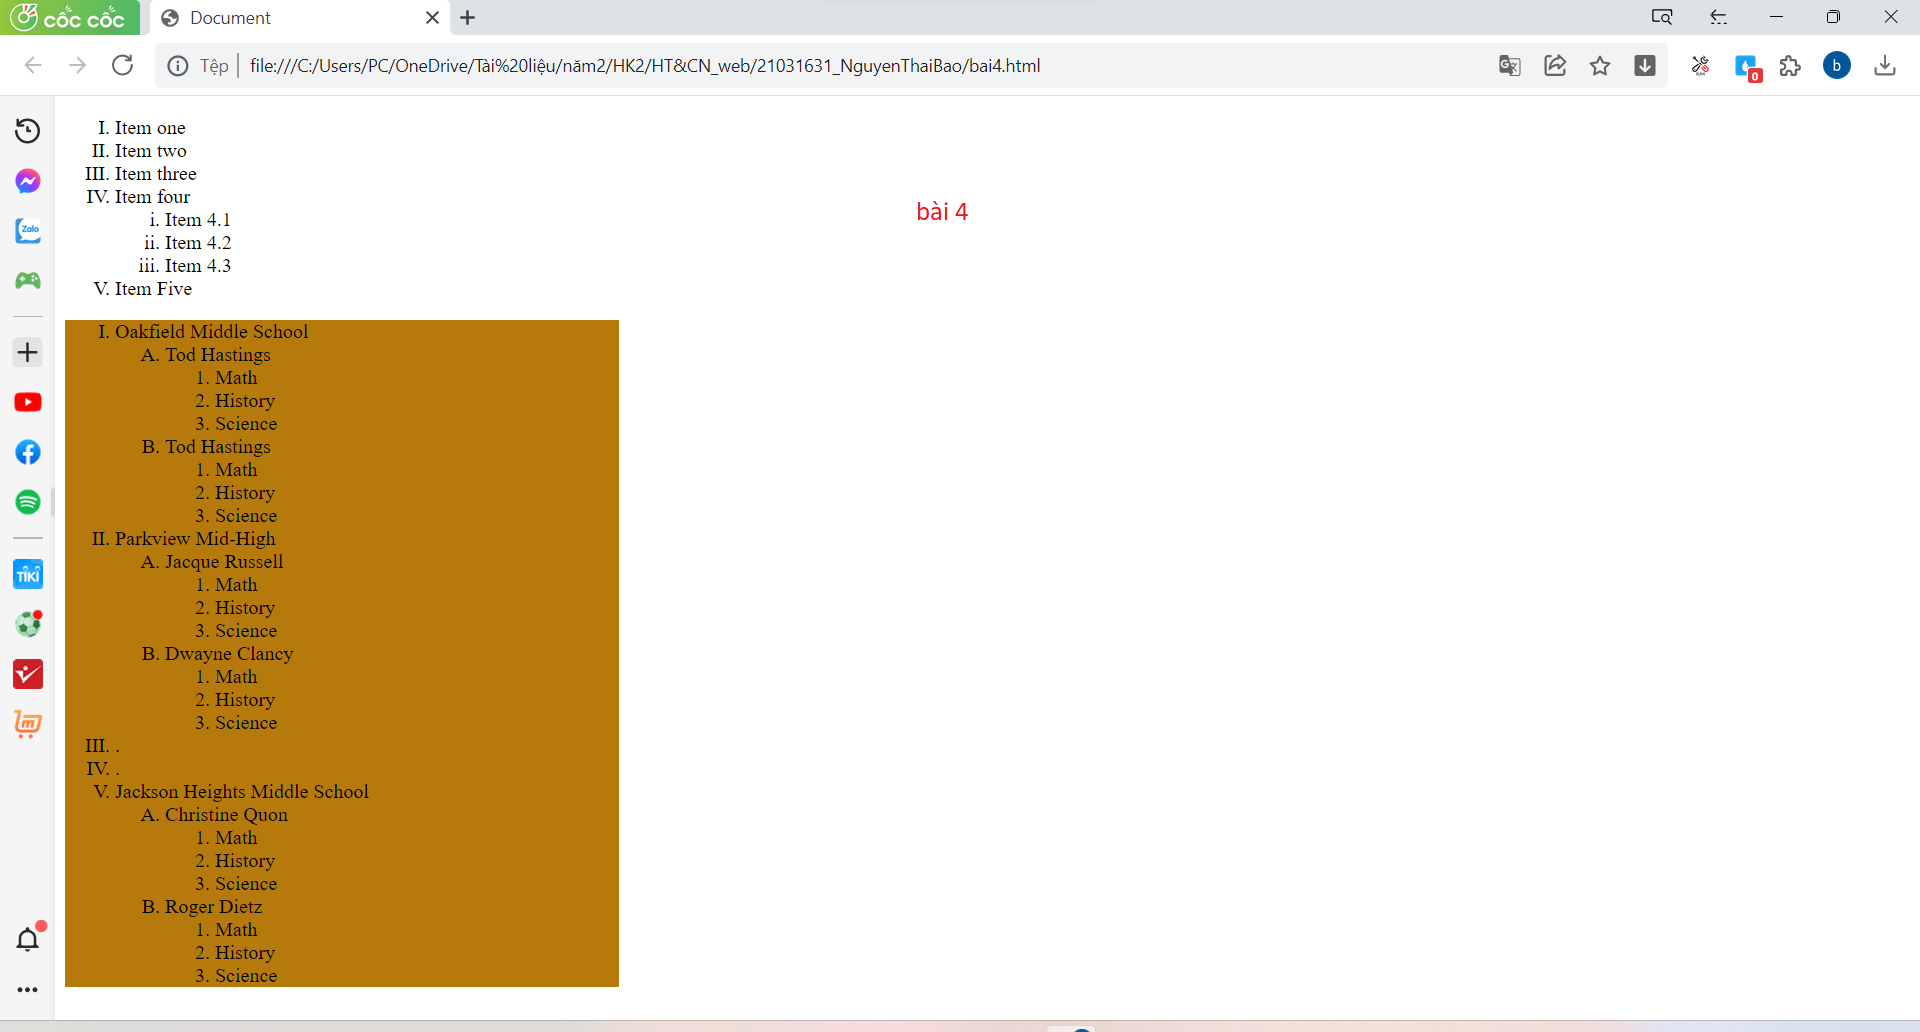 cốc cốc
Document
Tệp
file:///C:/Users/PC/OneDrive/Tài%20liệu/năm2/HK2/HT&CN_web/21031631_NguyenThaiBao/bai4.html
0
b
Zalo
TIKI
I. Item one
II. Item two
III. Item three
IV. Item four
i. Item 4.1
ii. Item 4.2
iii. Item 4.3
V. Item Five
bài 4
I. Oakfield Middle School
A. Tod Hastings
1. Math
2. History
3. Science
B. Tod Hastings
1. Math
2. History
3. Science
II. Parkview Mid-High
A. Jacque Russell
1. Math
2. History
3. Science
B. Dwayne Clancy
1. Math
2. History
3. Science
III. .
IV. .
V. Jackson Heights Middle School
A. Christine Quon
1. Math
2. History
3. Science
B. Roger Dietz
1. Math
2. History
3. Science